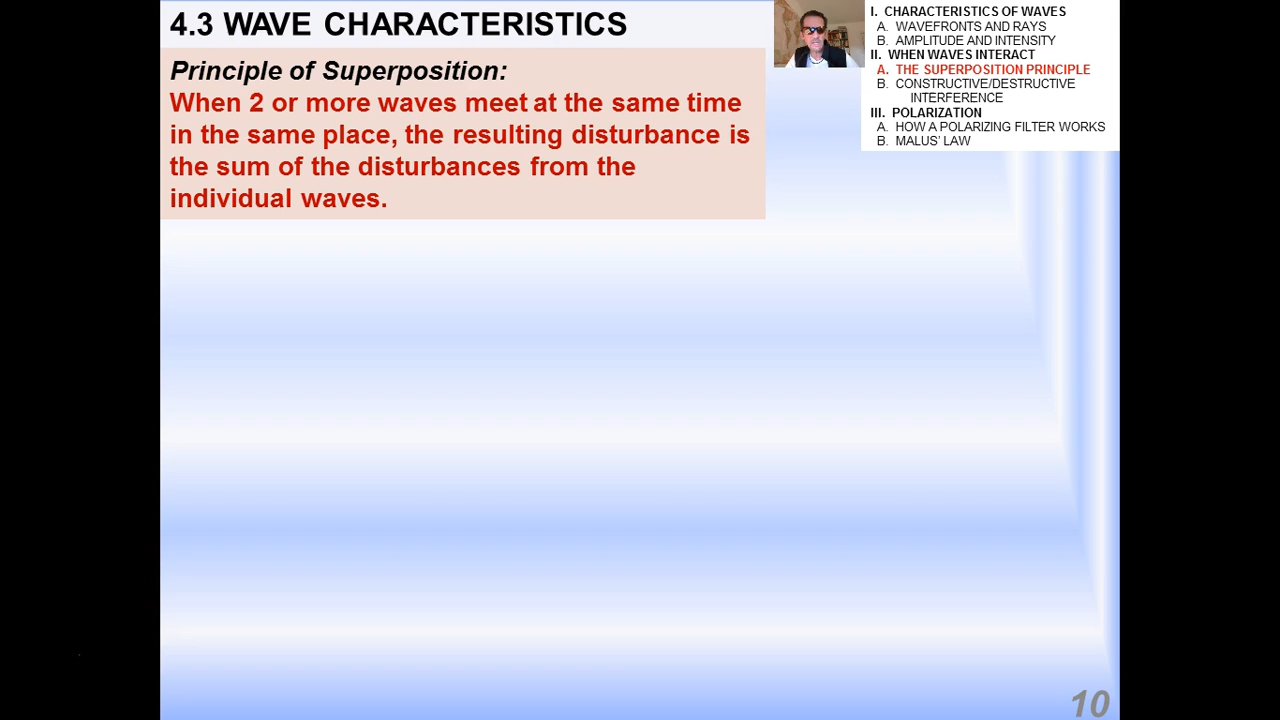 4.3 WAVE CHARACTERISTICS
Principle of Superposition:
When 2 or more waves meet at the same time
in the same place, the resulting disturbance is
the sum of the disturbances from the
individual waves.
I. CHARACTERISTICS OF WAVES
A. WAVEFRONTS AND RAYS
B. AMPLITUDE AND INTENSITY
II. WHEN WAVES INTERACT
A. THE SUPERPOSITION PRINCIPLE
B. CONSTRUCTIVE/DESTRUCTIVE
INTERFERENCE
III. POLARIZATION
A. HOW A POLARIZING FILTER WORKS
B. MALUS' LAW
10